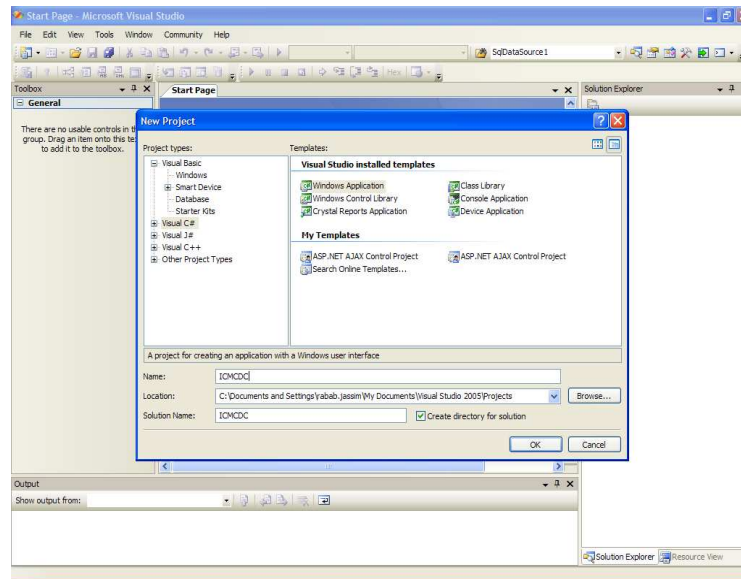 Start Page - Microsoft Visual Studio
File Edit View Tools Window Community Help
SqlDataSource1
Hex
Toolbox
Start Page
Solution Explorer
General
There are no usable controls in th
group. Drag an item onto this te
to add it to the toolbox.
New Project
Project types:
Templates:
Visual Basic
Windows
Smart Device
Database
Starter Kits
Visual C#
Visual J#
Visual C++
Other Project Types
Visual Studio installed templates
Windows Application
Class Library
Windows Control Library
Console Application
Crystal Reports Application
Device Application
My Templates
ASP.NET AJAX Control Project
ASP.NET AJAX Control Project
Search Online Templates...
A project for creating an application with a Windows user interface
Name: ICMCDC
Location: C:\Documents and Settings\rabab.jassim\My Documents\Visual Studio 2005\Projects Browse...
Solution Name: ICMCDC Create directory for solution
OK Cancel
Output
Show output from:
Solution Explorer Resource View